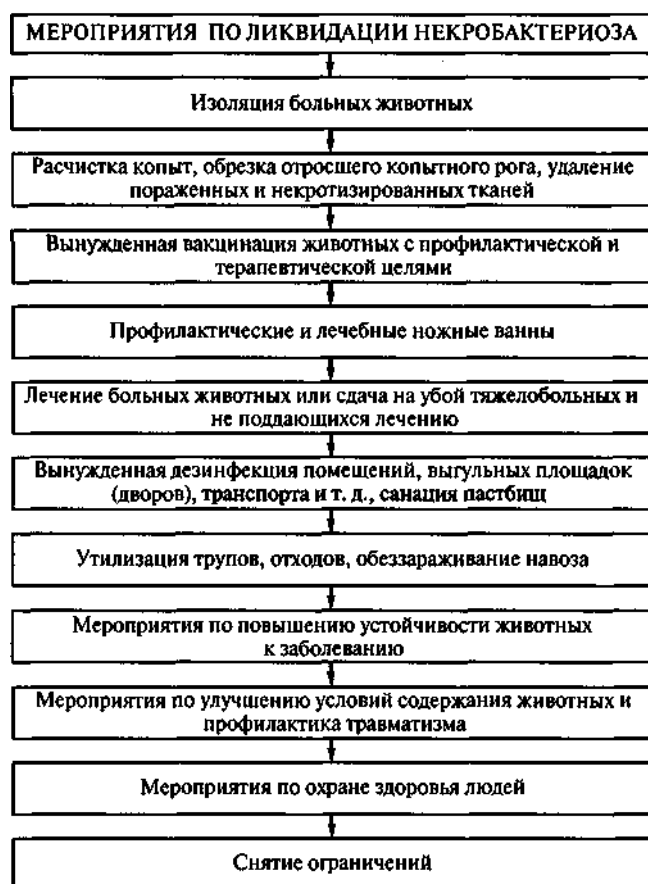 МЕРОПРИЯТИЯ ПО ЛИКВИДАЦИИ НЕКРОБАКТЕРИОЗА
Изоляция больных животных
Расчистка копыт, обрезка отросшего копытного рога, удаление
пораженных и некротизированных тканей
Вынужденная вакцинация животных с профилактической и
терапевтической целями
Профилактические и лечебные ножные ванны
Лечение больных животных или сдача на убой тяжелобольных и
не поддающихся лечению
Вынужденная дезинфекция помещений, выгульных площадок
(дворов), транспорта и т. д., санация пастбищ
Утилизация трупов, отходов, обеззараживание навоза
Мероприятия по повышению устойчивости животных
к заболеванию
Мероприятия по улучшению условий содержания животных и
профилактика травматизма
Мероприятия по охране здоровья людей
Снятие ограничений